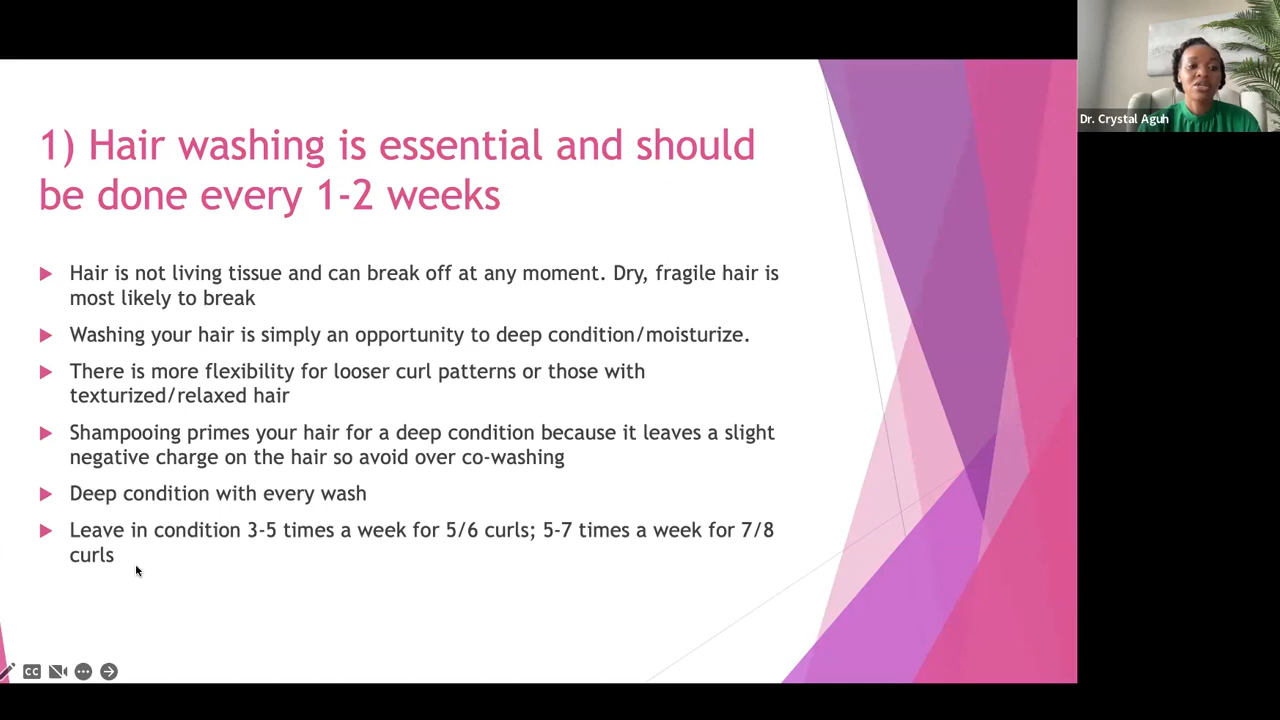 1) Hair washing is essential and should
be done every 1-2 weeks
Hair is not living tissue and can break off at any moment. Dry, fragile hair is
most likely to break
Washing your hair is simply an opportunity to deep condition/moisturize.
There is more flexibility for looser curl patterns or those with
texturized/relaxed hair
Shampooing primes your hair for a deep condition because it leaves a slight
negative charge on the hair so avoid over co-washing
Deep condition with every wash
Leave in condition 3-5 times a week for 5/6 curls; 5-7 times a week for 7/8
curls
CC
Dr. Crystal Aguh